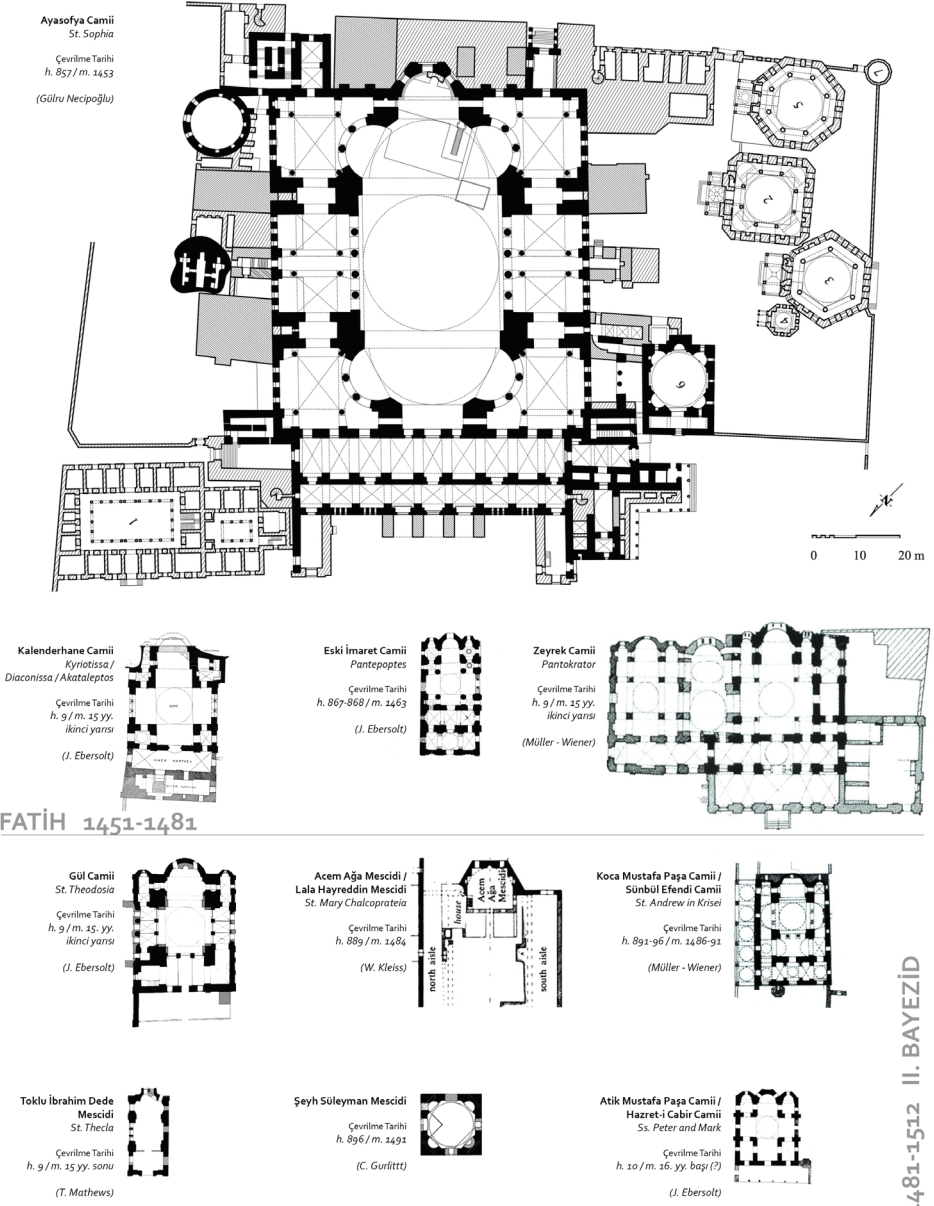 Ayasofya Camii
St. Sophia
Çevrilme Tarihi
h. 857 / m. 1453
(Gülru Necipoğlu)
1
2
3
4
5
6
7
N
0 10 20 m
Kalenderhane Camii
Kyriotissa /
Diaconissa / Akataleptos
Çevrilme Tarihi
h. 9 / m. 15 yy.
ikinci yarısı
(J. Ebersolt)
INNER NARTHEX
Eski İmaret Camii
Pantepoptes
Çevrilme Tarihi
h. 867-868 / m. 1463
(J. Ebersolt)
Zeyrek Camii
Pantokrator
Çevrilme Tarihi
h. 9 / m. 15 yy.
ikinci yarısı
(Müller - Wiener)
FATİH 1451-1481
Gül Camii
St. Theodosia
Çevrilme Tarihi
h. 9 / m. 15. yy.
ikinci yarısı
(J. Ebersolt)
Acem Ağa Mescidi /
Lala Hayreddin Mescidi
St. Mary Chalcoprateia
Çevrilme Tarihi
h. 889 / m. 1484
(W. Kleiss)
Acem
Ağa –
Mescidi
house
north aisle
south aisle
Koca Mustafa Paşa Camii /
Sünbül Efendi Camii
St. Andrew in Krisei
Çevrilme Tarihi
h. 891-96 / m. 1486-91
(Müller - Wiener)
Toklu İbrahim Dede
Mescidi
St. Thecla
Çevrilme Tarihi
h. 9 / m. 15 yy. sonu
(T. Mathews)
Şeyh Süleyman Mescidi
Çevrilme Tarihi
h. 896 / m. 1491
(C. Gurlittt)
Atik Mustafa Paşa Camii /
Hazret-i Cabir Camii
Ss. Peter and Mark
Çevrilme Tarihi
h. 10 / m. 16. yy. başı (?)
(J. Ebersolt)
481-1512 II. BAYEZİD